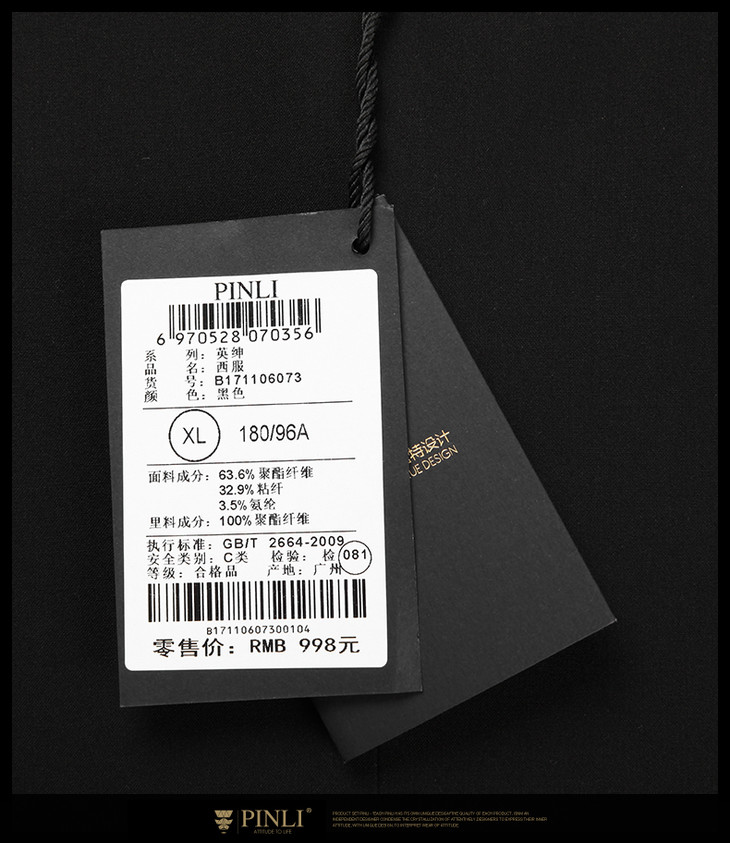 PINLI
6 970528 070356
系 列：英绅
品 名：西服
货 号：B171106073
颜 色：黑色
XL 180/96A
面料成分：63.6%聚酯纤维
32.9%粘纤
3.5%氨纶
里料成分：100%聚酯纤维
执行标准：GB/T 2664-2009
安全类别：C类 检验：检 081
等级：合格品 产地：广州
B17110607300104
零售价：RMB 998元
特设计
UE DESIGN
PINLI®
ATTITUDE TO LIFE